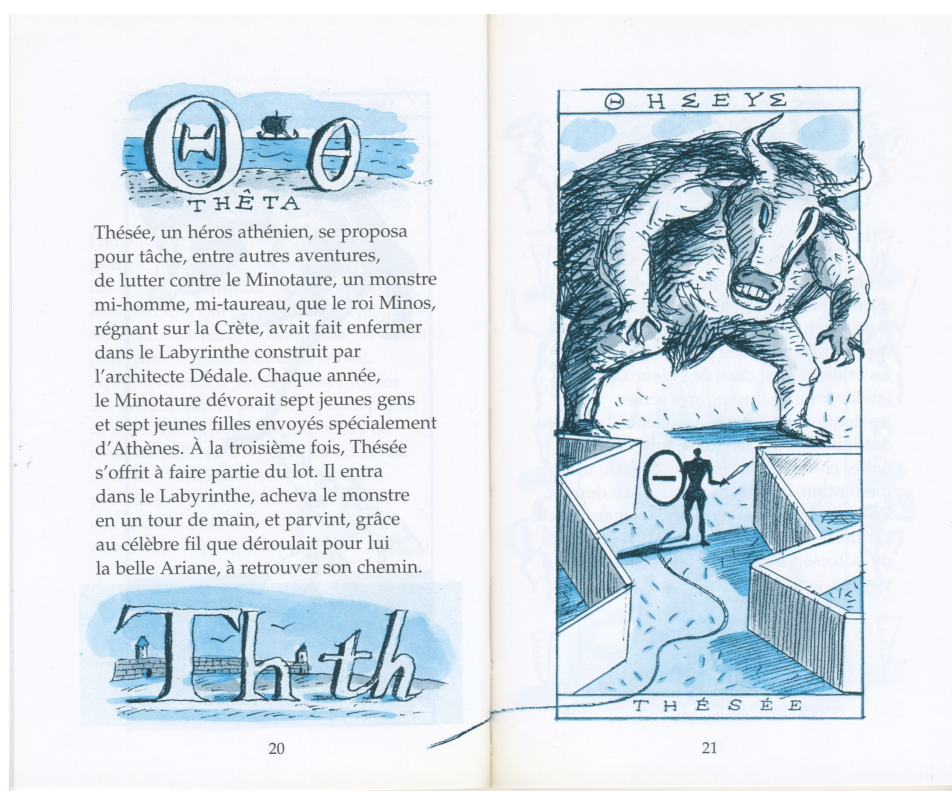 Θ θ
THÊTA
Thésée, un héros athénien, se proposa
pour tâche, entre autres aventures,
de lutter contre le Minotaure, un monstre
mi-homme, mi-taureau, que le roi Minos,
régnant sur la Crète, avait fait enfermer
dans le Labyrinthe construit par
l’architecte Dédale. Chaque année,
le Minotaure dévorait sept jeunes gens
et sept jeunes filles envoyés spécialement
d’Athènes. À la troisième fois, Thésée
s’offrit à faire partie du lot. Il entra
dans le Labyrinthe, acheva le monstre
en un tour de main, et parvint, grâce
au célèbre fil que déroulait pour lui
la belle Ariane, à retrouver son chemin.
Th th
20
ΘΗΣΕΥΣ
Θ
THÉSÉE
21